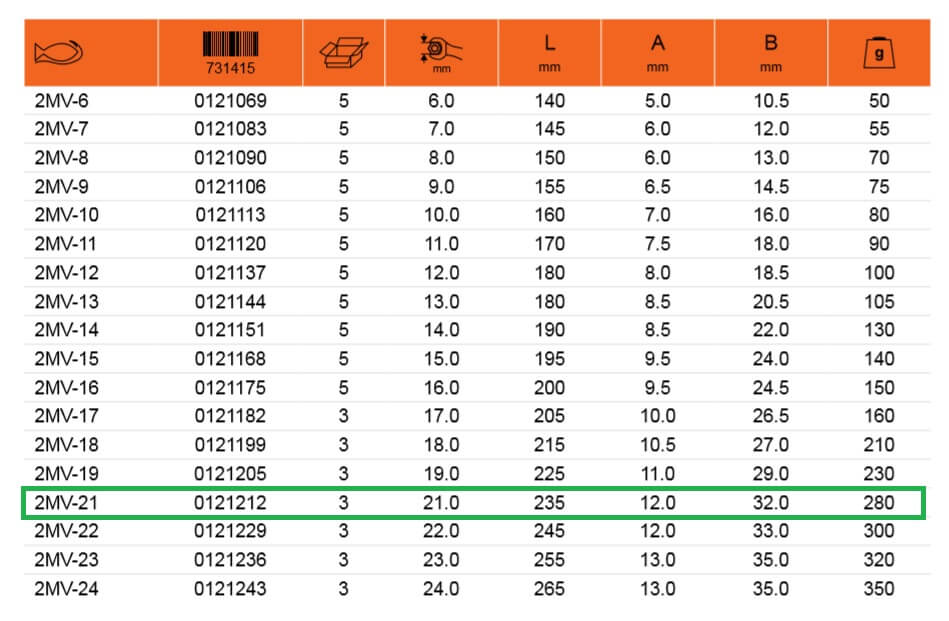 731415 mm L mm A mm B mm g
2MV-6 0121069 5 6.0 140 5.0 10.5 50
2MV-7 0121083 5 7.0 145 6.0 12.0 55
2MV-8 0121090 5 8.0 150 6.0 13.0 70
2MV-9 0121106 5 9.0 155 6.5 14.5 75
2MV-10 0121113 5 10.0 160 7.0 16.0 80
2MV-11 0121120 5 11.0 170 7.5 18.0 90
2MV-12 0121137 5 12.0 180 8.0 18.5 100
2MV-13 0121144 5 13.0 180 8.5 20.5 105
2MV-14 0121151 5 14.0 190 8.5 22.0 130
2MV-15 0121168 5 15.0 195 9.5 24.0 140
2MV-16 0121175 5 16.0 200 9.5 24.5 150
2MV-17 0121182 3 17.0 205 10.0 26.5 160
2MV-18 0121199 3 18.0 215 10.5 27.0 210
2MV-19 0121205 3 19.0 225 11.0 29.0 230
2MV-21 0121212 3 21.0 235 12.0 32.0 280
2MV-22 0121229 3 22.0 245 12.0 33.0 300
2MV-23 0121236 3 23.0 255 13.0 35.0 320
2MV-24 0121243 3 24.0 265 13.0 35.0 350